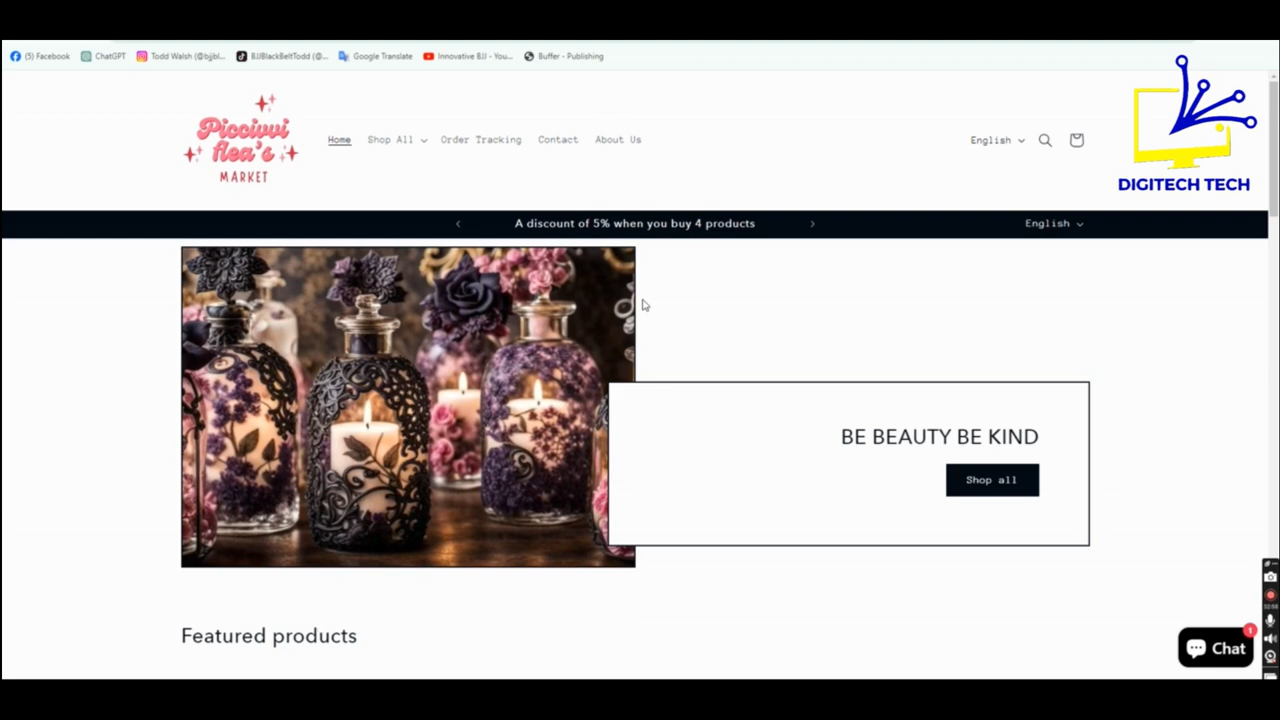 (5) Facebook ChatGPT Todd Walsh (@bjjbl... BJJBlackBeltTodd (@... Google Translate Innovative BJJ - You... Buffer - Publishing
Piccivvi
flea's
MARKET
Home Shop All Order Tracking Contact About Us English
DIGITECH TECH
A discount of 5% when you buy 4 products English
BE BEAUTY BE KIND
Shop all
Featured products
1
Chat